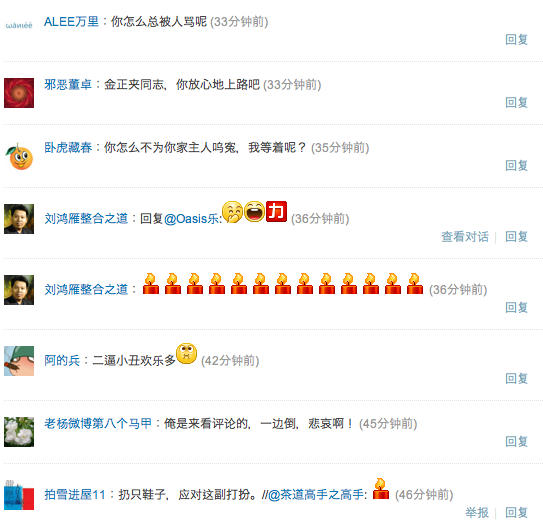 ALEE万里：你怎么总被人骂呢 (33分钟前)
回复
邪恶董卓：金正夹同志，你放心地上路吧 (33分钟前)
回复
卧虎藏春：你怎么不为你家主人呜冤，我等着呢？ (35分钟前)
回复
刘鸿雁整合之道：回复@Oasis乐: 力 (36分钟前)
查看对话 | 回复
刘鸿雁整合之道： (36分钟前)
回复
阿的兵：二逼小丑欢乐多 (42分钟前)
回复
老杨微博第八个马甲：俺是来看评论的，一边倒，悲哀啊！ (45分钟前)
回复
拍雪进屋11：扔只鞋子，应对这副打扮。//@茶道高手之高手: (46分钟前)
举报 | 回复